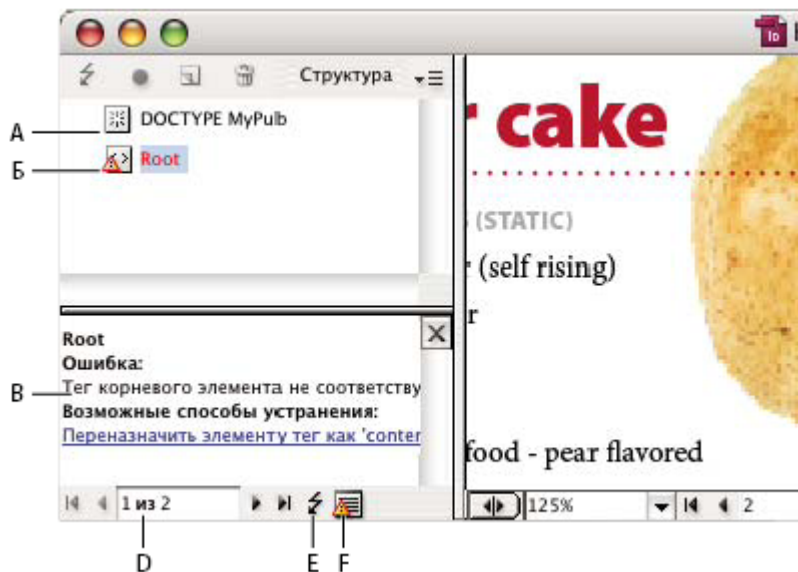 Id
Структура
А
DOCTYPE MyPulb
Б
Root
cake
(STATIC)
(self rising)
r
Root
Ошибка:
В
Тег корневого элемента не соответству
Возможные способы устранения:
Переназначить элементу тег как 'conter
food - pear flavored
1 из 2
125%
2
D
E
F